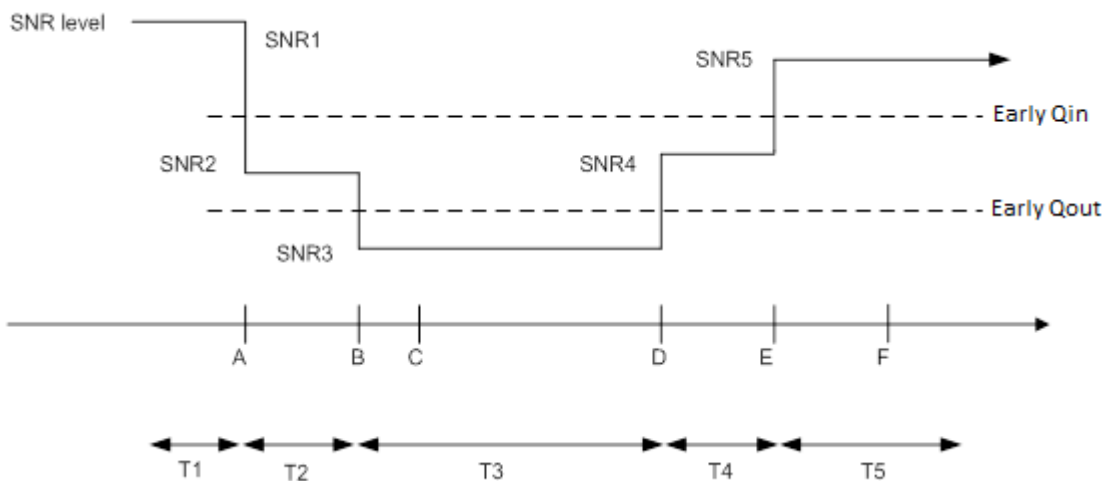 SNR level
SNR1
SNR5
Early Qin
SNR2
SNR4
Early Qout
SNR3
A B C D E F
T1 T2 T3 T4 T5